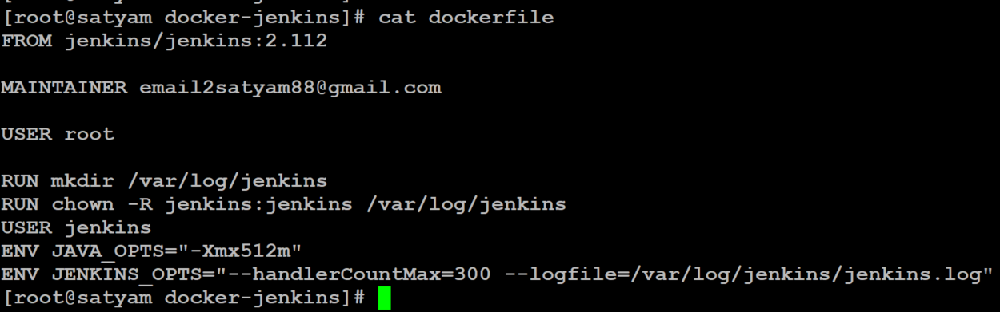 [root@satyam docker-jenkins]# cat dockerfile
FROM jenkins/jenkins:2.112
MAINTAINER email2satyam88@gmail.com
USER root
RUN mkdir /var/log/jenkins
RUN chown -R jenkins:jenkins /var/log/jenkins
USER jenkins
ENV JAVA_OPTS="-Xmx512m"
ENV JENKINS_OPTS="--handlerCountMax=300 --logfile=/var/log/jenkins/jenkins.log"
[root@satyam docker-jenkins]#